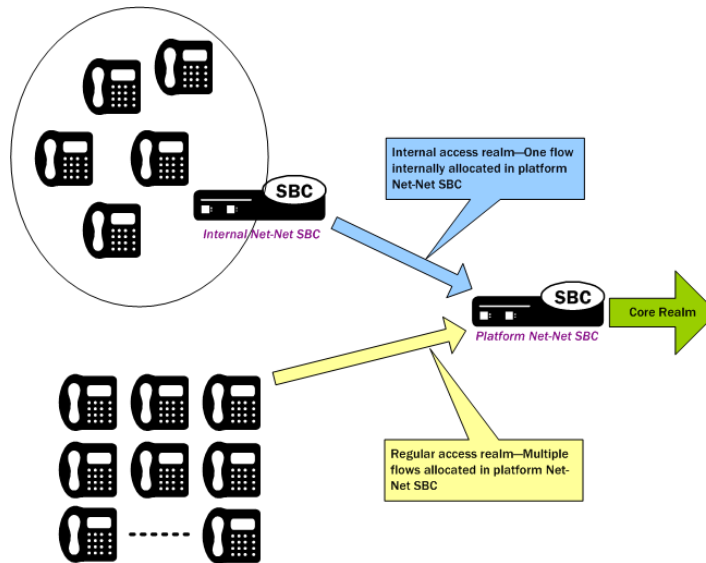 SBC
Internal Net-Net SBC
Internal access realm—One flow
internally allocated in platform
Net-Net SBC
SBC
Platform Net-Net SBC
Core Realm
Regular access realm—Multiple
flows allocated in platform Net-
Net SBC